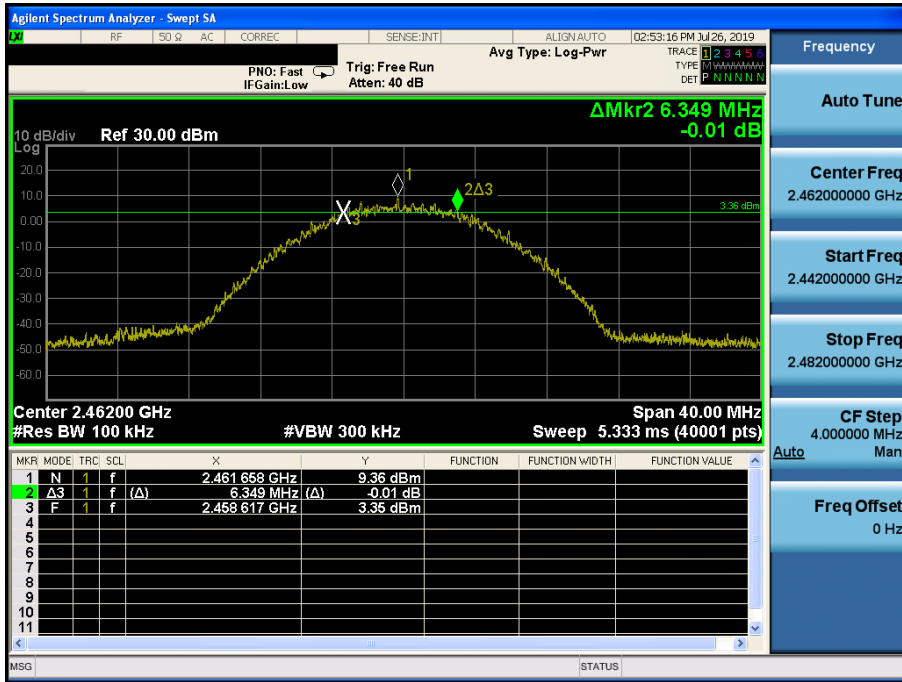 Agilent Spectrum Analyzer - Swept SA
LXI RF 50 Ω AC CORREC SENSE:INT ALIGNAUTO 02:53:16 PM Jul 26, 2019
Frequency
Avg Type: Log-Pwr
TRACE 1 2 3 4 5 6
TYPE M
DET P N N N N N
PNO: Fast
IFGain:Low
Trig: Free Run
Atten: 40 dB
Auto Tune
ΔMkr2 6.349 MHz
-0.01 dB
10 dB/div Ref 30.00 dBm
Log
20.0
10.0
0.00
-10.0
-20.0
-30.0
-40.0
-50.0
-60.0
1
2Δ3
3
3.36 dBm
Center Freq
2.462000000 GHz
Start Freq
2.442000000 GHz
Stop Freq
2.482000000 GHz
Center 2.46200 GHz Span 40.00 MHz
#Res BW 100 kHz #VBW 300 kHz Sweep 5.333 ms (40001 pts)
CF Step
4.000000 MHz
Auto Man
MKR MODE TRC SCL X Y FUNCTION FUNCTION WIDTH FUNCTION VALUE
1 N 1 f 2.461 658 GHz 9.36 dBm
2 Δ3 1 f (Δ) 6.349 MHz (Δ) -0.01 dB
3 F 1 f 2.458 617 GHz 3.35 dBm
4
5
6
7
8
9
10
11
Freq Offset
0 Hz
MSG STATUS